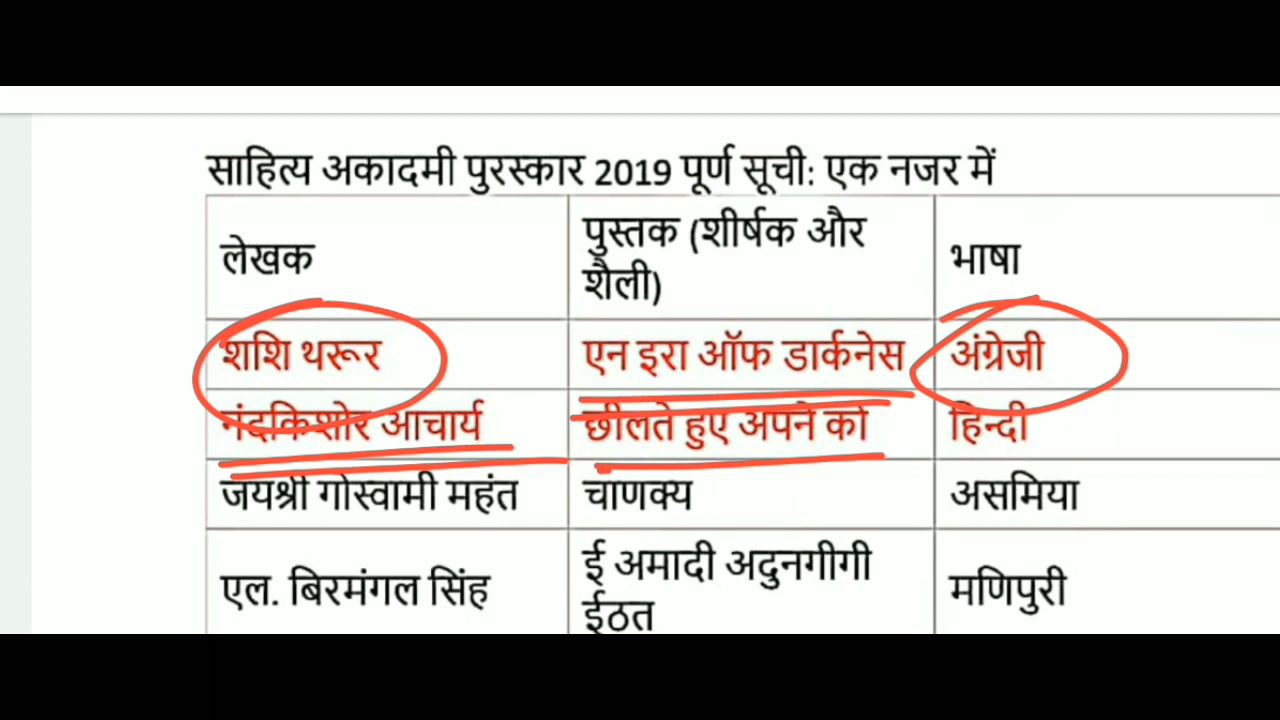 साहित्य अकादमी पुरस्कार 2019 पूर्ण सूची: एक नजर में
लेखक
पुस्तक (शीर्षक और
शैली)
भाषा
शशि थरूर
एन इरा ऑफ डार्कनेस
अंग्रेजी
नंदकिशोर आचार्य
छीलते हुए अपने को
हिन्दी
जयश्री गोस्वामी महंत
चाणक्य
असमिया
एल. बिरमंगल सिंह
ई अमादी अदुनगीगी
ईठत
मणिपुरी